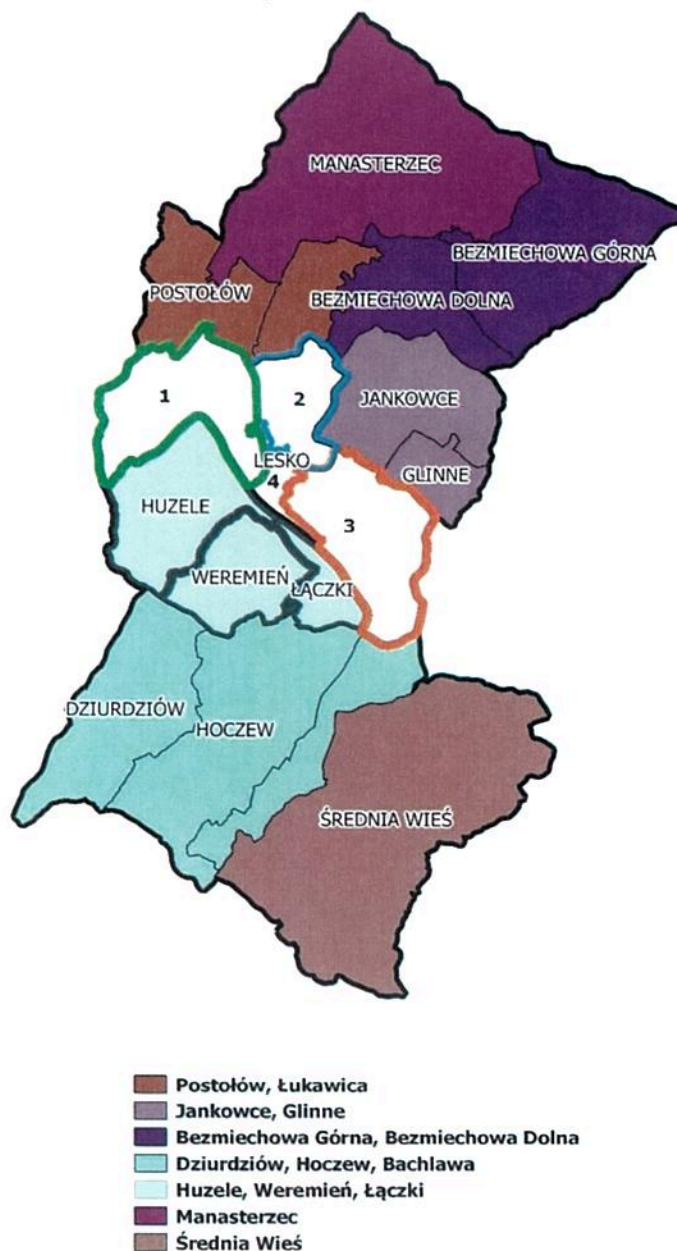 MANASTERZEC
BEZMIECHOWA GÓRNA
POSTOŁÓW
BEZMIECHOWA DOLNA
1
2
JANKOWCE
LESKO
4
GLINNE
HUZELE
3
WEREMIEŃ
ŁĄCZKI
DZIURDZIÓW
HOCZEW
ŚREDNIA WIEŚ
Postołów, Łukawica
Jankowce, Glinne
Bezmiechowa Górna, Bezmiechowa Dolna
Dziurdziów, Hoczew, Bachlawa
Huzele, Weremień, Łączki
Manasterzec
Średnia Wieś